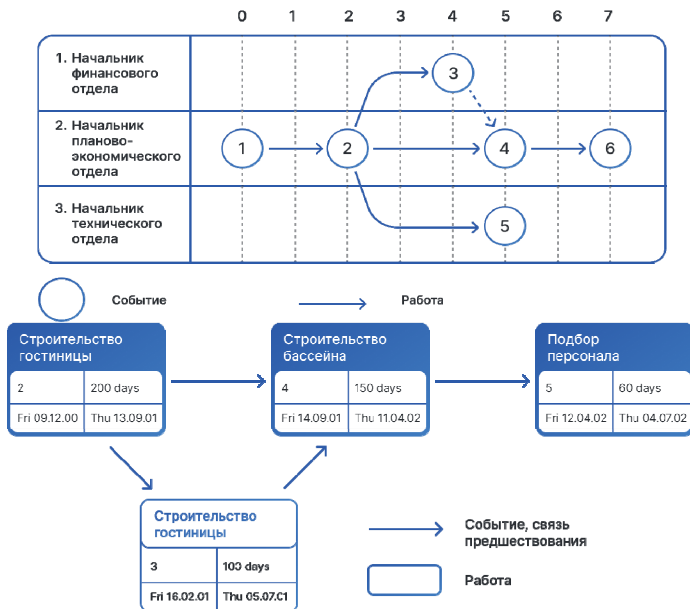 0 1 2 3 4 5 6 7
1. Начальник
финансового
отдела
3
2. Начальник
планово-
экономического
отдела
1 2 4 6
3. Начальник
технического
отдела
5
Событие
Работа
Строительство
гостиницы
2 200 days
Fri 09.12.00 Thu 13.09.01
Строительство
бассейна
4 150 days
Fri 14.09.01 Thu 11.04.02
Подбор
персонала
5 60 days
Fri 12.04.02 Thu 04.07.02
Строительство
гостиницы
3 100 days
Fri 16.02.01 Thu 05.07.01
Событие, связь
предшествования
Работа